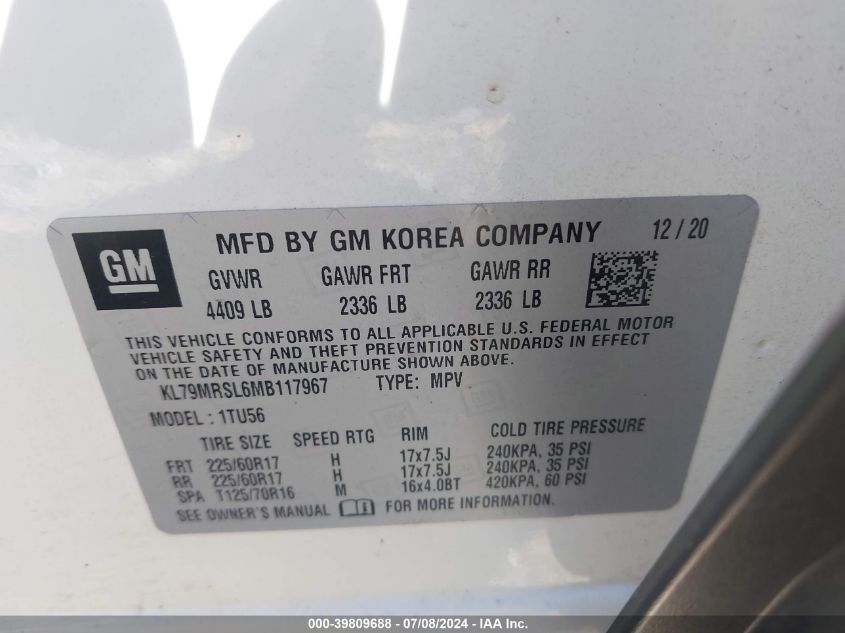 GM
MFD BY GM KOREA COMPANY 12 / 20
GVWR GAWR FRT GAWR RR
4409 LB 2336 LB 2336 LB
THIS VEHICLE CONFORMS TO ALL APPLICABLE U.S. FEDERAL MOTOR
VEHICLE SAFETY AND THEFT PREVENTION STANDARDS IN EFFECT
ON THE DATE OF MANUFACTURE SHOWN ABOVE.
KL79MRSL6MB117967 TYPE: MPV
MODEL : 1TU56
TIRE SIZE SPEED RTG RIM COLD TIRE PRESSURE
FRT 225/60R17 H 17x7.5J 240KPA, 35 PSI
RR 225/60R17 H 17x7.5J 240KPA, 35 PSI
SPA T125/70R16 M 16x4.0BT 420KPA, 60 PSI
SEE OWNER'S MANUAL FOR MORE INFORMATION.
000-39809688 - 07/08/2024 - IAA Inc.